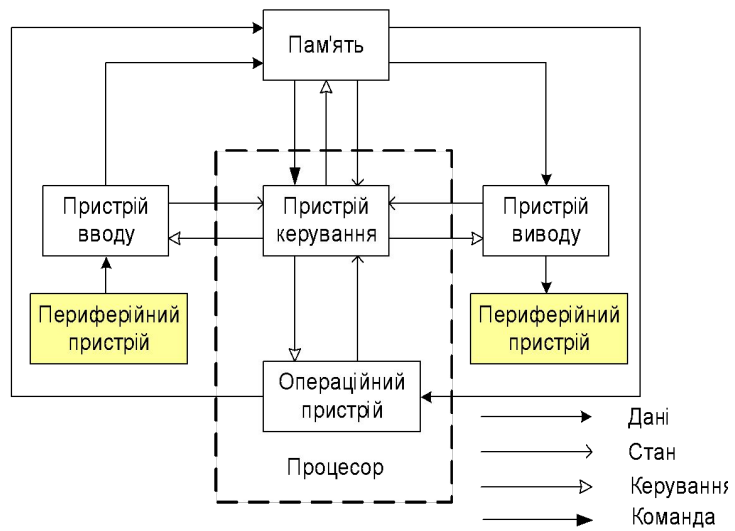 Пам'ять
Пристрій
вводу
Пристрій
керування
Пристрій
виводу
Периферійний
пристрій
Периферійний
пристрій
Операційний
пристрій
Процесор
Дані
Стан
Керування
Команда